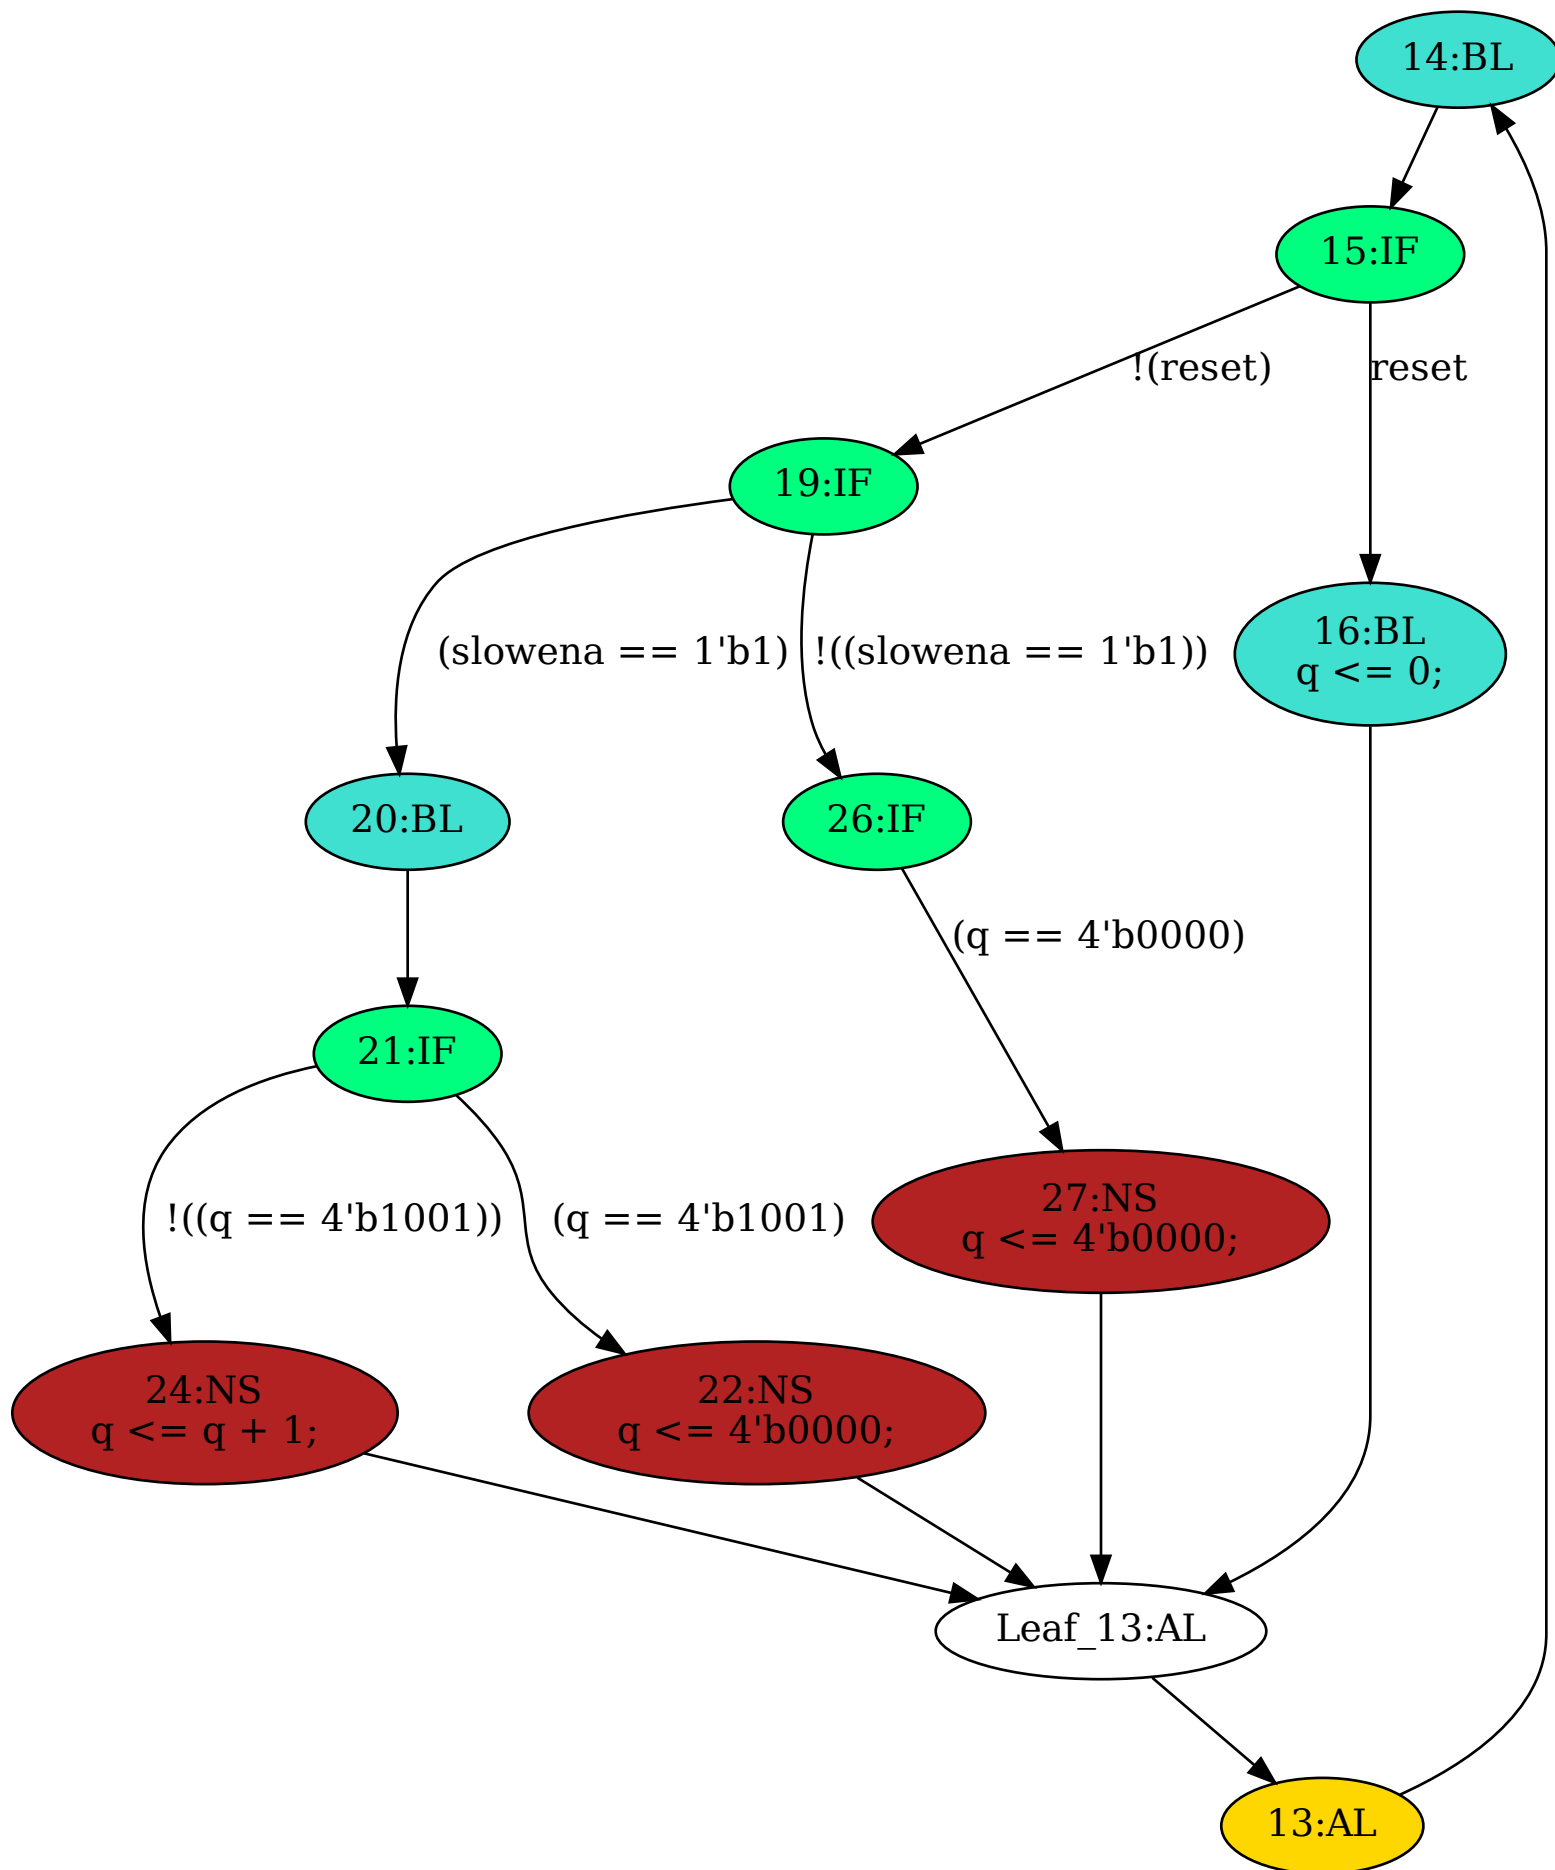 14:BL
15:IF
!(reset)
reset
19:IF
(slowena == 1'b1)
!((slowena == 1'b1))
16:BL
q <= 0;
20:BL
26:IF
(q == 4'b0000)
21:IF
!((q == 4'b1001))
(q == 4'b1001)
27:NS
q <= 4'b0000;
24:NS
q <= q + 1;
22:NS
q <= 4'b0000;
Leaf_13:AL
13:AL